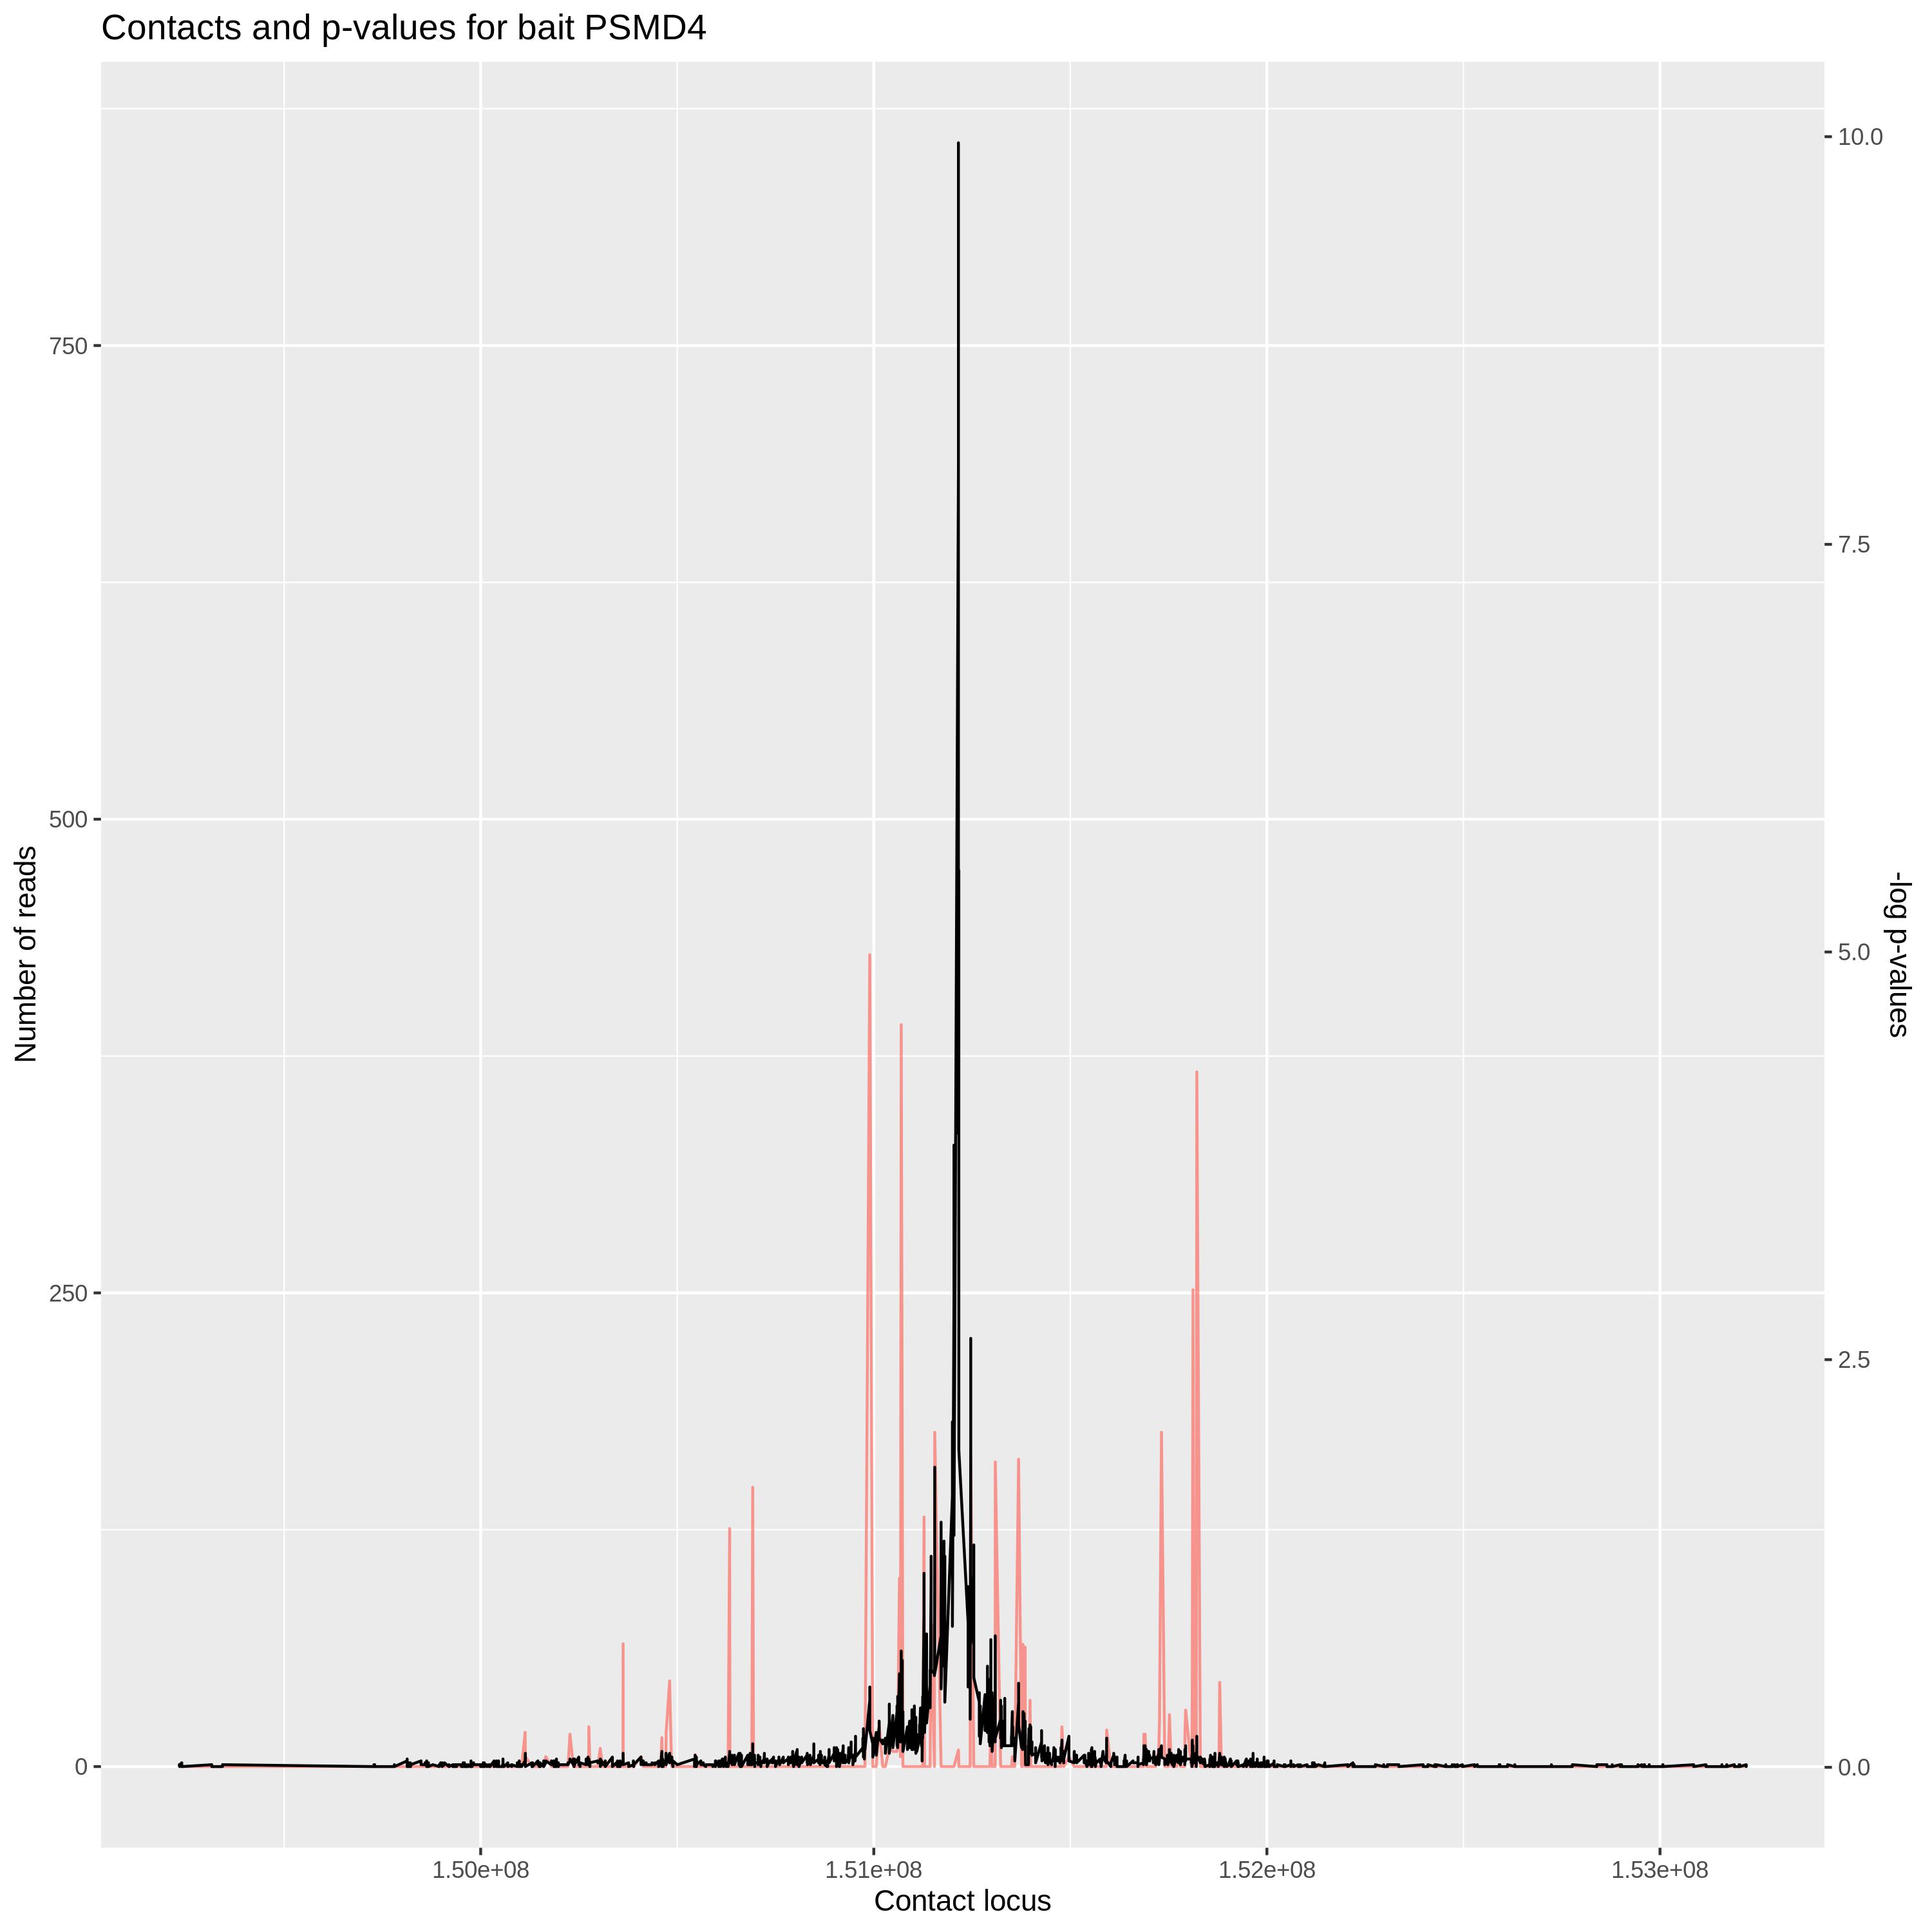 Contacts and p-values for bait PSMD4
Number of reads
750
500
250
0
10.0
7.5
5.0
2.5
0.0
-log p-values
1.50e+08
1.51e+08
1.52e+08
1.53e+08
Contact locus